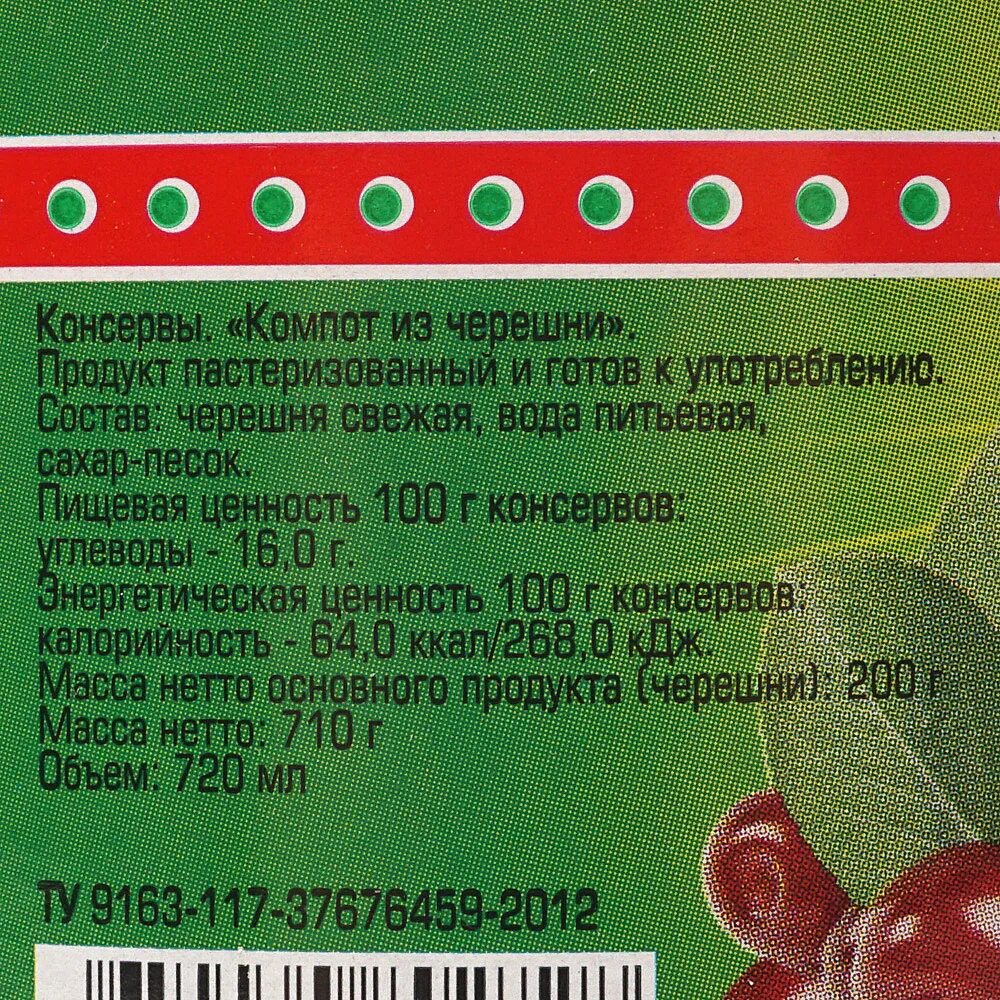 Консервы. «Компот из черешни».
Продукт пастеризованный и готов к употреблению.
Состав: черешня свежая, вода питьевая,
сахар-песок.
Пищевая ценность 100 г консервов:
углеводы - 16,0 г.
Энергетическая ценность 100 г консервов:
калорийность - 64,0 ккал/268,0 кДж.
Масса нетто основного продукта (черешни): 200 г
Масса нетто: 710 г
Объем: 720 мл
ТУ 9163-117-37676459-2012